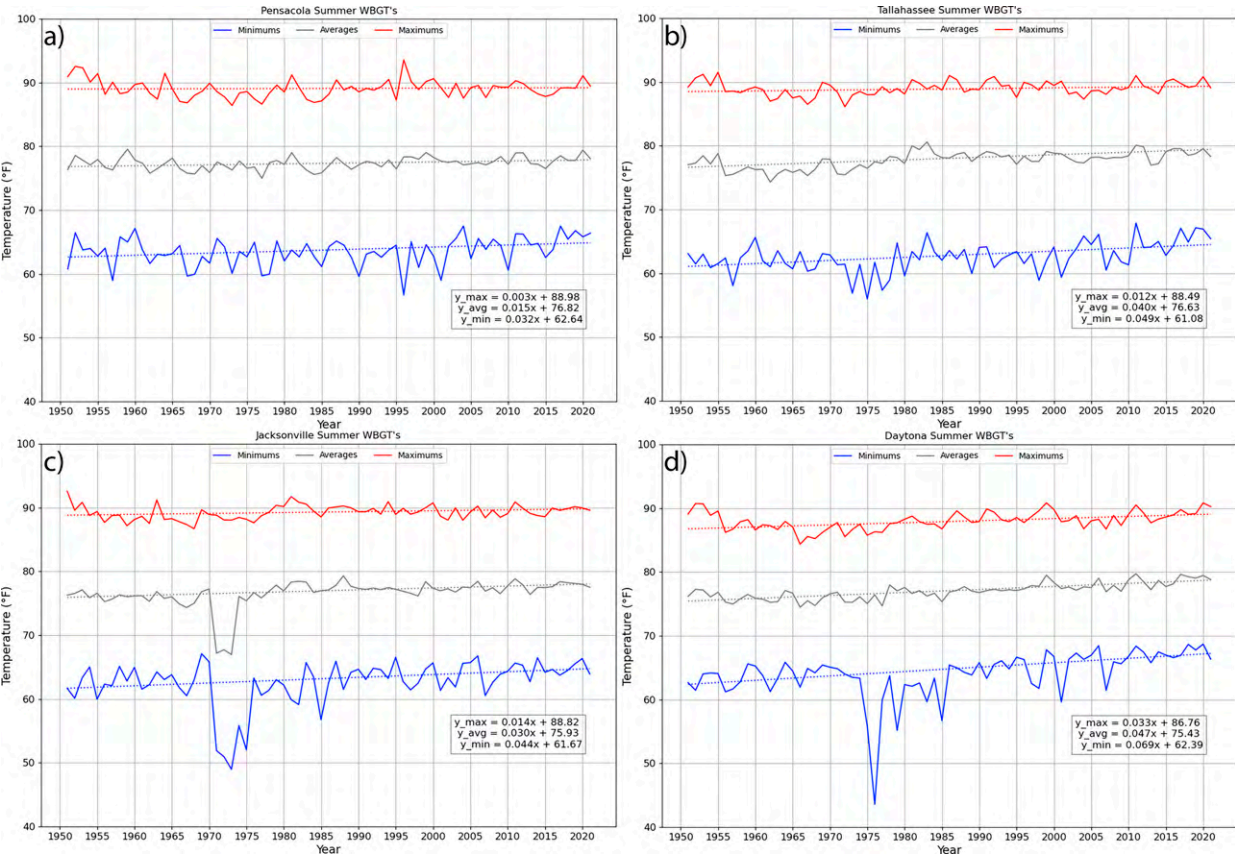 Pensacola Summer WBGT's
a)
Minimums Averages Maximums
100
90
80
70
60
50
40
Temperature (°F)
y_max = 0.003x + 88.98
y_avg = 0.015x + 76.82
y_min = 0.032x + 62.64
1950 1955 1960 1965 1970 1975 1980 1985 1990 1995 2000 2005 2010 2015 2020
Year
Tallahassee Summer WBGT's
b)
Minimums Averages Maximums
100
90
80
70
60
50
40
Temperature (°F)
y_max = 0.012x + 88.49
y_avg = 0.040x + 76.63
y_min = 0.049x + 61.08
1950 1955 1960 1965 1970 1975 1980 1985 1990 1995 2000 2005 2010 2015 2020
Year
Jacksonville Summer WBGT's
c)
Minimums Averages Maximums
100
90
80
70
60
50
40
Temperature (°F)
y_max = 0.014x + 88.82
y_avg = 0.030x + 75.93
y_min = 0.044x + 61.67
1950 1955 1960 1965 1970 1975 1980 1985 1990 1995 2000 2005 2010 2015 2020
Year
Daytona Summer WBGT's
d)
Minimums Averages Maximums
100
90
80
70
60
50
40
Temperature (°F)
y_max = 0.033x + 86.76
y_avg = 0.047x + 75.43
y_min = 0.069x + 62.39
1950 1955 1960 1965 1970 1975 1980 1985 1990 1995 2000 2005 2010 2015 2020
Year